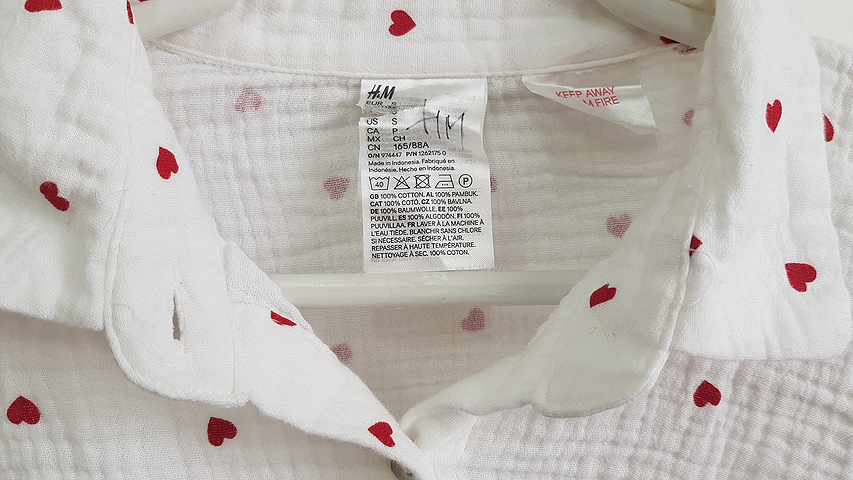 H&M
EUR S
US S
CA P
MX CH
CN 165/88A
HM
O/N 974447 P/N 1262175 0
Made in Indonesia. Fabriqué en
Indonésie. Hecho en Indonesia.
40
P
GB 100% COTTON. AL 100% PAMBUK.
CAT 100% COTÓ. CZ 100% BAVLNA.
DE 100% BAUMWOLLE. EE 100%
PUUVILL. ES 100% ALGODÓN. FI 100%
PUUVILLAA. FR LAVER À LA MACHINE À
L'EAU TIÈDE. BLANCHIR SANS CHLORE
SI NÉCESSAIRE. SÉCHER À L'AIR.
REPASSER À HAUTE TEMPÉRATURE.
NETTOYAGE À SEC. 100% COTON.
KEEP AWAY
M FIRE